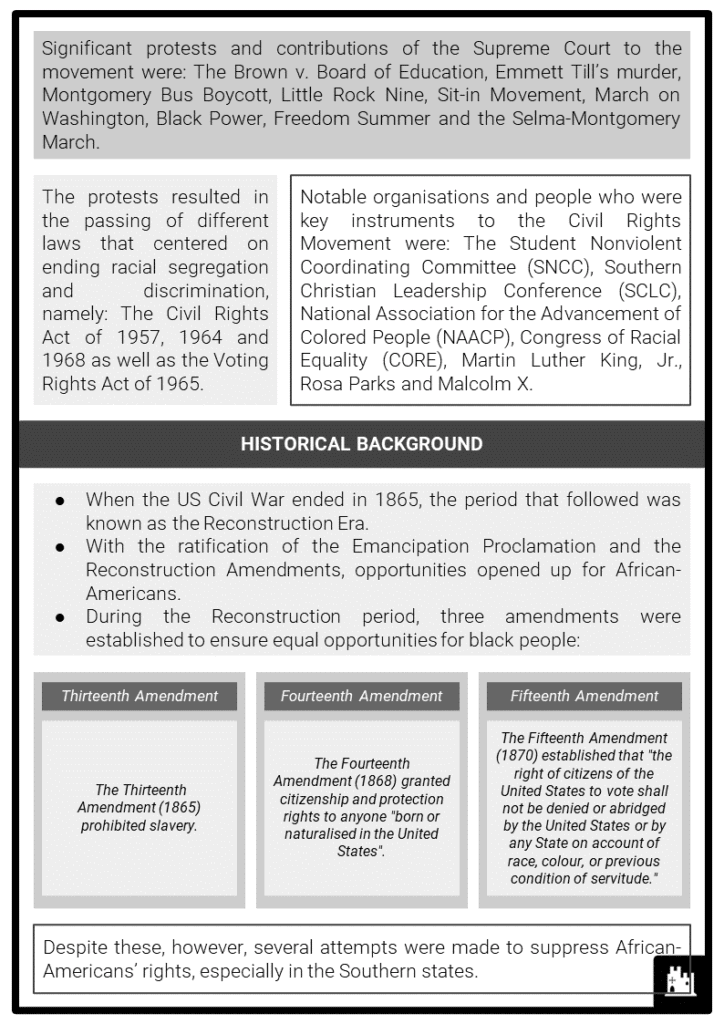 Significant protests and contributions of the Supreme Court to the
movement were: The Brown v. Board of Education, Emmett Till's murder,
Montgomery Bus Boycott, Little Rock Nine, Sit-in Movement, March on
Washington, Black Power, Freedom Summer and the Selma-Montgomery
March.
The protests resulted in
the passing of different
laws that centered on
ending racial segregation
and discrimination,
namely: The Civil Rights
Act of 1957, 1964 and
1968 as well as the Voting
Rights Act of 1965.
Notable organisations and people who were
key instruments to the Civil Rights
Movement were: The Student Nonviolent
Coordinating Committee (SNCC), Southern
Christian Leadership Conference (SCLC),
National Association for the Advancement of
Colored People (NAACP), Congress of Racial
Equality (CORE), Martin Luther King, Jr.,
Rosa Parks and Malcolm X.
HISTORICAL BACKGROUND
● When the US Civil War ended in 1865, the period that followed was
known as the Reconstruction Era.
● With the ratification of the Emancipation Proclamation and the
Reconstruction Amendments, opportunities opened up for African-
Americans.
● During the Reconstruction period, three amendments were
established to ensure equal opportunities for black people:
Thirteenth Amendment
The Thirteenth
Amendment (1865)
prohibited slavery.
Fourteenth Amendment
The Fourteenth
Amendment (1868) granted
citizenship and protection
rights to anyone "born or
naturalised in the United
States".
Fifteenth Amendment
The Fifteenth Amendment
(1870) established that "the
right of citizens of the
United States to vote shall
not be denied or abridged
by the United States or by
any State on account of
race, colour, or previous
condition of servitude."
Despite these, however, several attempts were made to suppress African-
Americans' rights, especially in the Southern states.